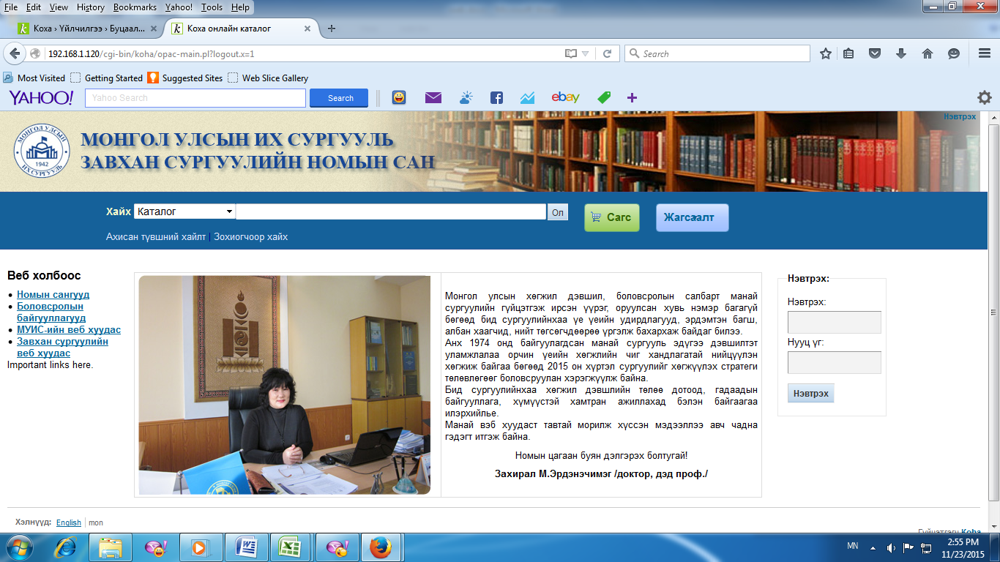 File Edit View History Bookmarks Yahoo! Tools Help
Коха › Үйлчилгээ › Буцаал...
Коха онлайн каталог
192.168.1.120/cgi-bin/koha/opac-main.pl?logout.x=1
Search
Most Visited Getting Started Suggested Sites Web Slice Gallery
YAHOO! Yahoo Search Search ebay
Нэвтрэх
МОНГОЛ УЛСЫН ИХ СУРГУУЛЬ
ЗАВХАН СУРГУУЛИЙН НОМЫН САН
МОНГОЛ УЛСЫН
1942
ИХ СУРГУУЛЬ
Хайх Каталог Ол Сагс Жагсаалт
Ахисан түвшний хайлт | Зохиогчоор хайх
Веб холбоос
Номын сангууд
Боловсролын
байгууллагууд
МУИС-ийн веб хуудас
Завхан сургуулийн
веб хуудас
Important links here.
Монгол улсын хөгжил дэвшил, боловсролын салбарт манай
сургуулийн гүйцэтгэж ирсэн үүрэг, оруулсан хувь нэмэр багагүй
бөгөөд бид сургуулийнхаа үе үеийн удирдлагууд, эрдэмтэн багш,
албан хаагчид, нийт төгсөгчдөөрөө үргэлж бахархаж байдаг билээ.
Анх 1974 онд байгуулагдсан манай сургууль эдүгээ дэвшилтэт
уламжлалаа орчин үеийн хөгжлийн чиг хандлагатай нийцүүлэн
хөгжиж байгаа бөгөөд 2015 он хүртэл сургуулийг хөгжүүлэх стратеги
төлөвлөгөөг боловсруулан хэрэгжүүлж байна.
Бид сургуулийнхаа хөгжил дэвшлийн төлөө дотоод, гадаадын
байгууллага, хүмүүстэй хамтран ажиллахад бэлэн байгаагаа
илэрхийлье.
Манай вэб хуудаст тавтай морилж хүссэн мэдээллээ авч чадна
гэдэгт итгэж байна.
Номын цагаан буян дэлгэрэх болтугай!
Захирал М.Эрдэнэчимэг /доктор, дэд проф./
Нэвтрэх:
Нэвтрэх:
Нууц үг:
Нэвтрэх
Хэлнүүд: English mon
Гүйцэтгэгч Koha
MN
2:55 PM
11/23/2015